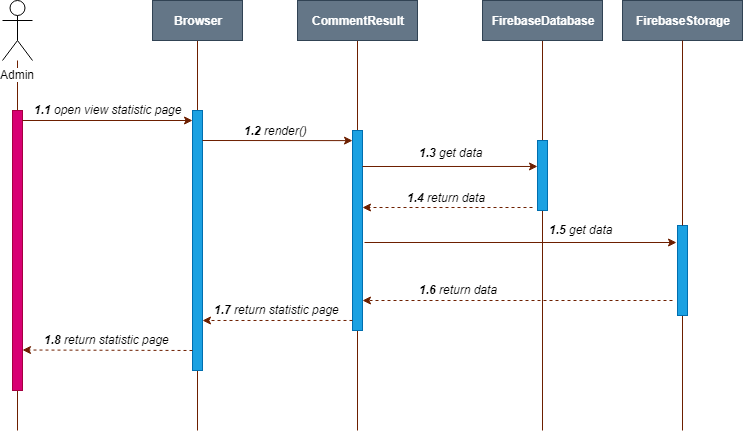 Browser
CommentResult
FirebaseDatabase
FirebaseStorage
Admin
1.1 open view statistic page
1.2 render()
1.3 get data
1.4 return data
1.5 get data
1.6 return data
1.7 return statistic page
1.8 return statistic page